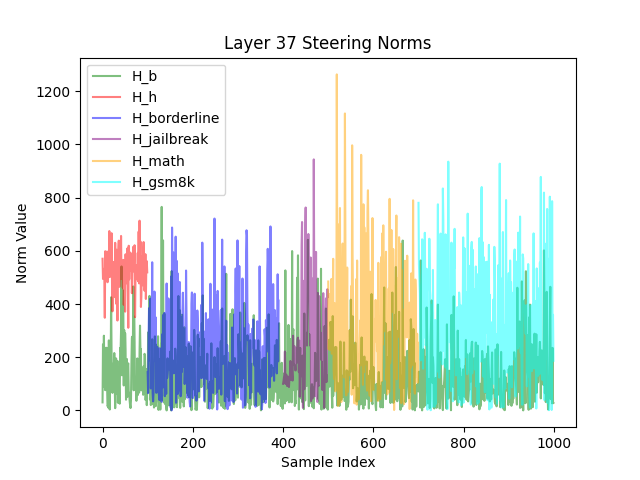 Layer 37 Steering Norms
H_b
H_h
H_borderline
H_jailbreak
H_math
H_gsm8k
Norm Value
1200
1000
800
600
400
200
0
0 200 400 600 800 1000
Sample Index